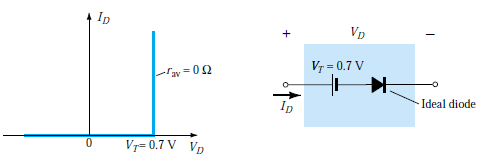 I_D
r_av = 0 Ω
0
V_T = 0.7 V
V_D
+
V_D
−
V_T = 0.7 V
I_D
Ideal diode